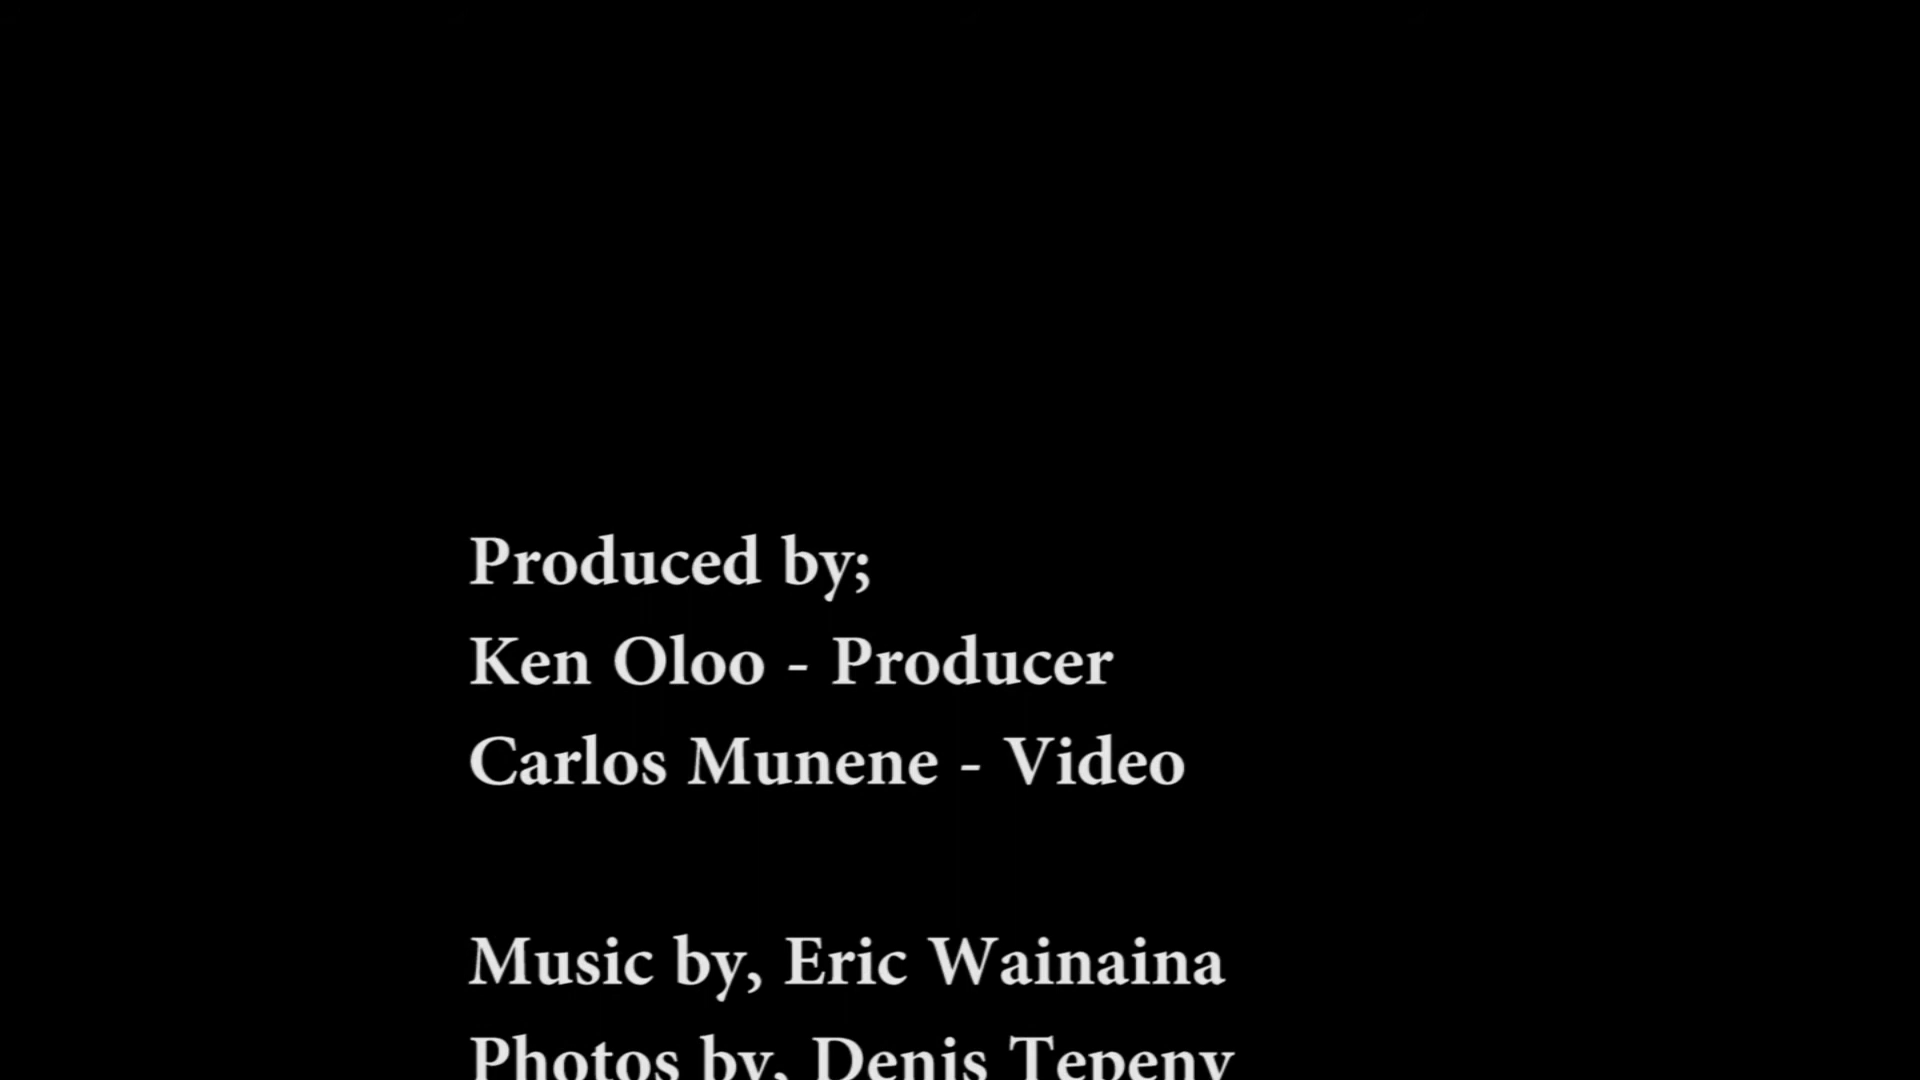 Produced by;
Ken Oloo - Producer
Carlos Munene - Video
Music by, Eric Wainaina
Photos by, Denis Tepeny